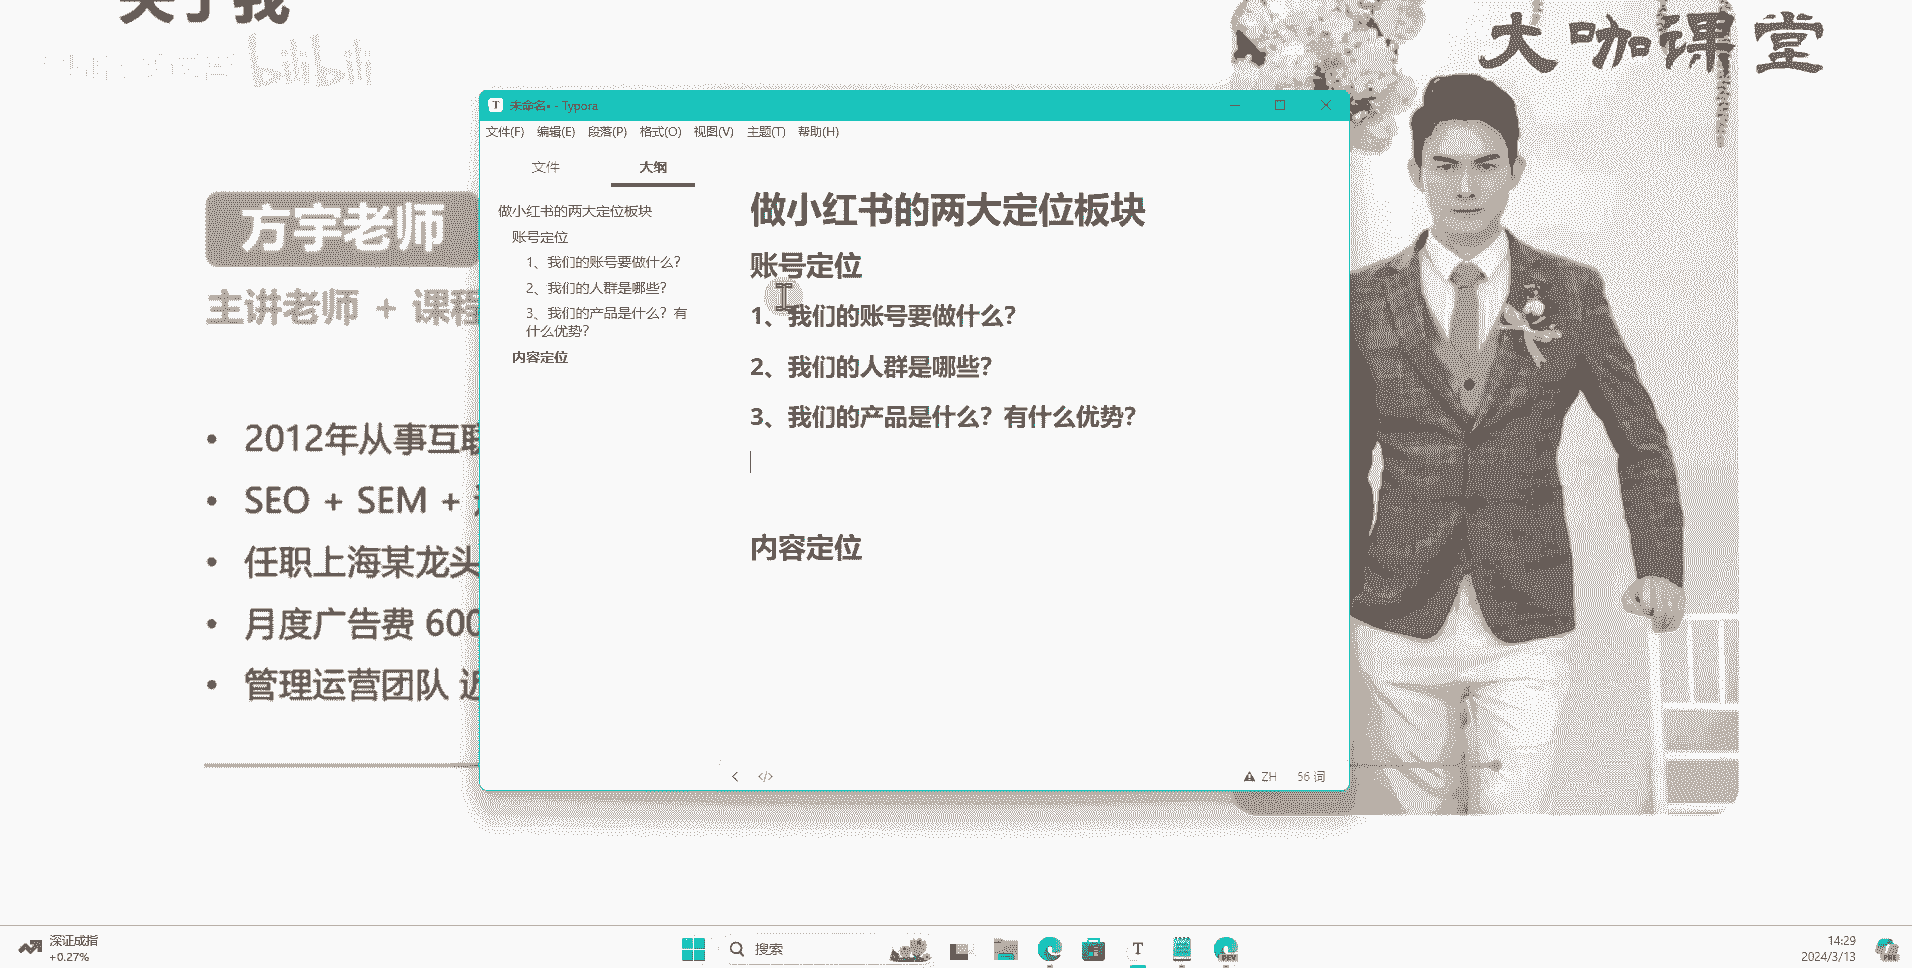 关于我
bilibili
大咖课堂
方宇老师
主讲老师 + 课程
2012年从事互联
SEO + SEM +
任职上海某龙头
月度广告费 600
管理运营团队 近
未命名• - Typora
文件(F) 编辑(E) 段落(P) 格式(O) 视图(V) 主题(T) 帮助(H)
文件 大纲
做小红书的两大定位板块
账号定位
1、我们的账号要做什么?
2、我们的人群是哪些?
3、我们的产品是什么? 有
什么优势?
内容定位
做小红书的两大定位板块
账号定位
1、我们的账号要做什么?
2、我们的人群是哪些?
3、我们的产品是什么? 有什么优势?
内容定位
</> ZH 56 词
深证成指
+0.27%
搜索
T
DEV
14:29
2024/3/13
PRE